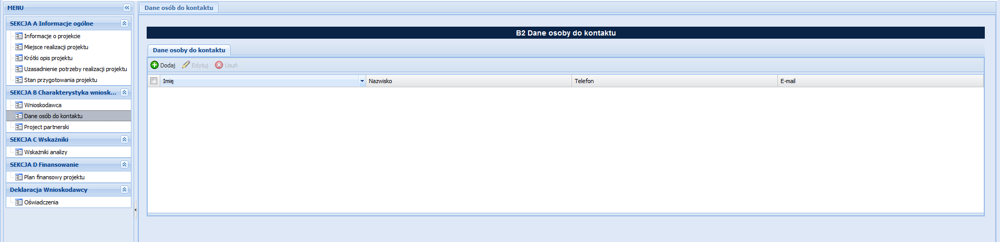 MENU
SEKCJA A Informacje ogólne
Informacje o projekcie
Miejsce realizacji projektu
Krótki opis projektu
Uzasadnienie potrzeby realizacji projektu
Stan przygotowania projektu
SEKCJA B Charakterystyka wniosk...
Wnioskodawca
Dane osób do kontaktu
Project partnerski
SEKCJA C Wskaźniki
Wskaźniki analizy
SEKCJA D Finansowanie
Plan finansowy projektu
Deklaracja Wnioskodawcy
Oświadczenia
Dane osób do kontaktu
B2 Dane osoby do kontaktu
Dane osoby do kontaktu
Dodaj Edytuj Usuń
Imię Nazwisko Telefon E-mail